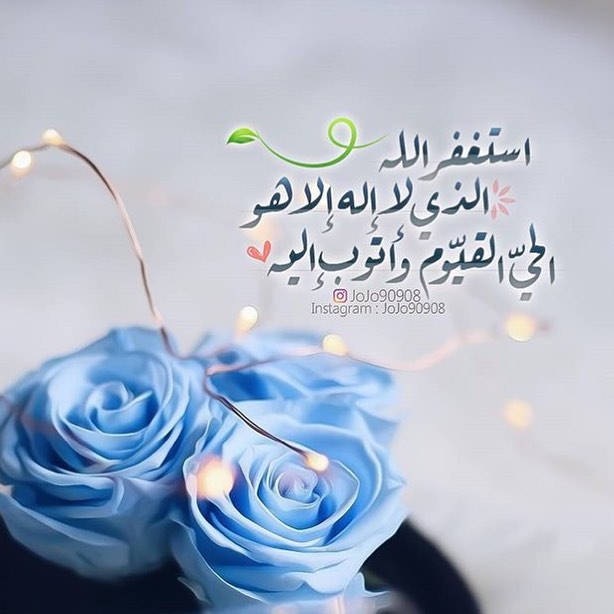 استغفر الله
الذي لا إله إلا هو
الحيّ القيّوم وأتوب إليه
JoJo90908
Instagram : JoJo90908